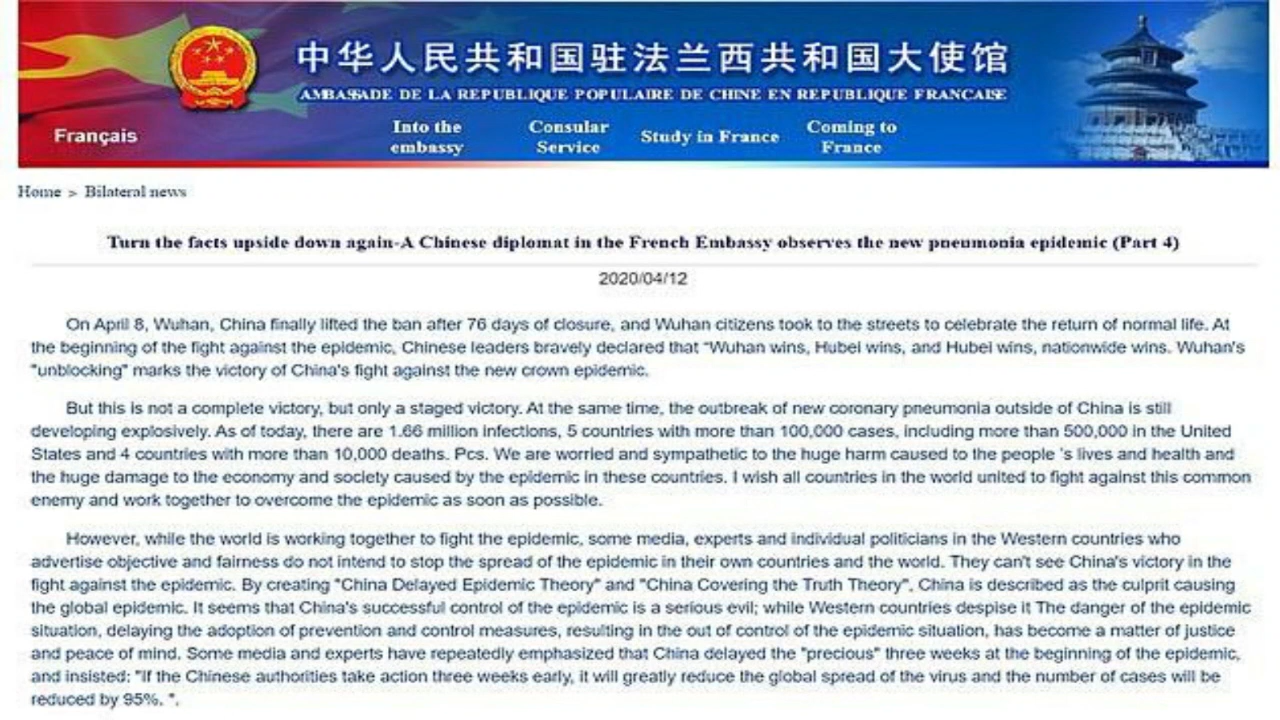 中华人民共和国驻法兰西共和国大使馆
AMBASSADE DE LA REPUBLIQUE POPULAIRE DE CHINE EN REPUBLIQUE FRANCAISE
Français
Into the embassy
Consular Service
Study in France
Coming to France
Home > Bilateral news
Turn the facts upside down again-A Chinese diplomat in the French Embassy observes the new pneumonia epidemic (Part 4)
2020/04/12
On April 8, Wuhan, China finally lifted the ban after 76 days of closure, and Wuhan citizens took to the streets to celebrate the return of normal life. At
the beginning of the fight against the epidemic, Chinese leaders bravely declared that "Wuhan wins, Hubei wins, and Hubei wins, nationwide wins. Wuhan's
"unblocking" marks the victory of China's fight against the new crown epidemic.
But this is not a complete victory, but only a staged victory. At the same time, the outbreak of new coronary pneumonia outside of China is still
developing explosively. As of today, there are 1.66 million infections, 5 countries with more than 100,000 cases, including more than 500,000 in the United
States and 4 countries with more than 10,000 deaths. Pcs. We are worried and sympathetic to the huge harm caused to the people 's lives and health and
the huge damage to the economy and society caused by the epidemic in these countries. I wish all countries in the world united to fight against this common
enemy and work together to overcome the epidemic as soon as possible.
However, while the world is working together to fight the epidemic, some media, experts and individual politicians in the Western countries who
advertise objective and fairness do not intend to stop the spread of the epidemic in their own countries and the world. They can't see China's victory in the
fight against the epidemic. By creating "China Delayed Epidemic Theory" and "China Covering the Truth Theory", China is described as the culprit causing
the global epidemic. It seems that China's successful control of the epidemic is a serious evil; while Western countries despise it The danger of the epidemic
situation, delaying the adoption of prevention and control measures, resulting in the out of control of the epidemic situation, has become a matter of justice
and peace of mind. Some media and experts have repeatedly emphasized that China delayed the "precious" three weeks at the beginning of the epidemic,
and insisted: "If the Chinese authorities take action three weeks early, it will greatly reduce the global spread of the virus and the number of cases will be
reduced by 95%. ".